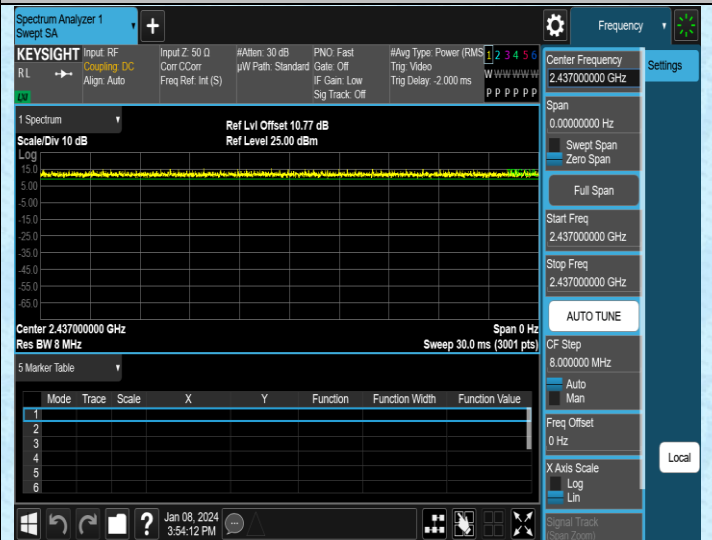 Spectrum Analyzer 1
Swept SA
Frequency
KEYSIGHT
RL
LXI
Input: RF
Coupling: DC
Align: Auto
Input Z: 50 Ω
Corr CCorr
Freq Ref: Int (S)
#Atten: 30 dB
µW Path: Standard
PNO: Fast
Gate: Off
IF Gain: Low
Sig Track: Off
#Avg Type: Power (RMS
Trig: Video
Trig Delay: -2.000 ms
1 2 3 4 5 6
W W W W W W
P P P P P P
Center Frequency
2.437000000 GHz
Settings
Span
0.00000000 Hz
Swept Span
Zero Span
Full Span
Start Freq
2.437000000 GHz
Stop Freq
2.437000000 GHz
AUTO TUNE
CF Step
8.000000 MHz
Auto
Man
Freq Offset
0 Hz
X Axis Scale
Log
Lin
Signal Track
(Span Zoom)
Local
1 Spectrum
Scale/Div 10 dB
Ref Lvl Offset 10.77 dB
Ref Level 25.00 dBm
Log
15.0
5.00
-5.00
-15.0
-25.0
-35.0
-45.0
-55.0
-65.0
Center 2.437000000 GHz
Span 0 Hz
Res BW 8 MHz
Sweep 30.0 ms (3001 pts)
5 Marker Table
Mode Trace Scale X Y Function Function Width Function Value
1
2
3
4
5
6
?
Jan 08, 2024
3:54:12 PM